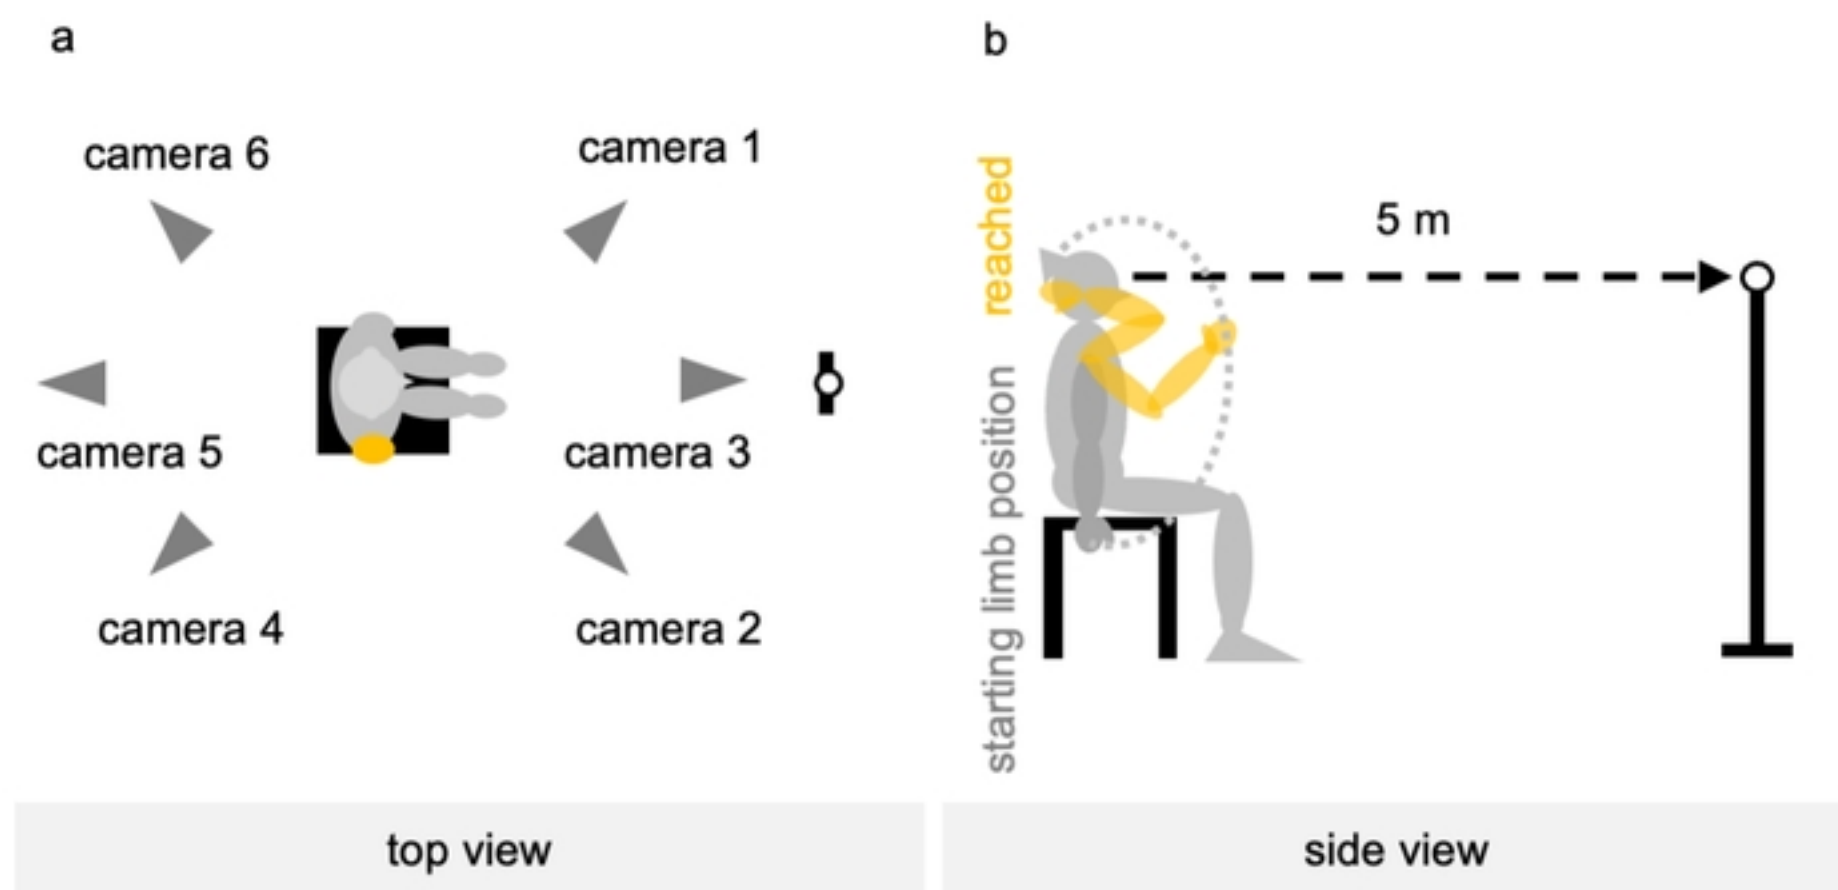 a
camera 6
camera 1
camera 5
camera 3
camera 4
camera 2
top view
b
reached
starting limb position
5 m
side view